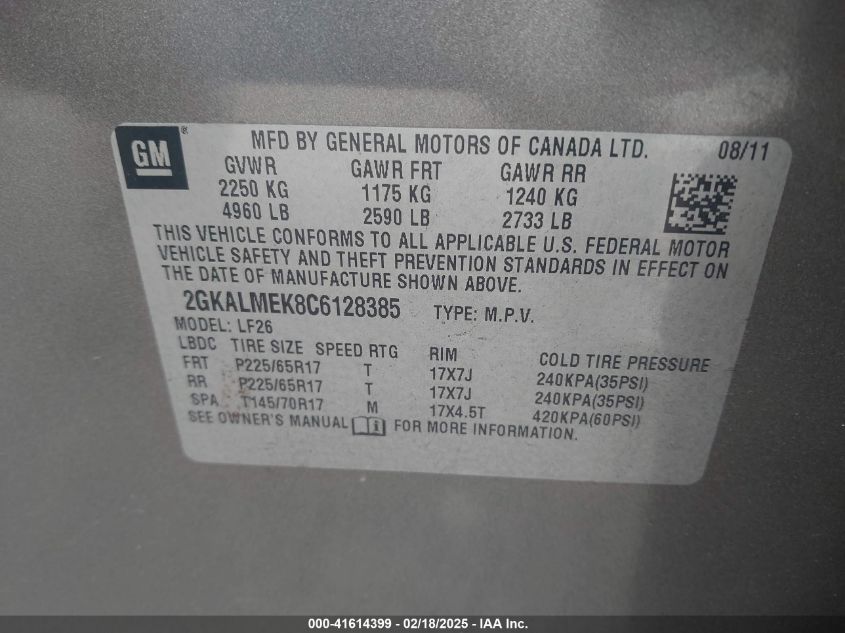 GM ® MFD BY GENERAL MOTORS OF CANADA LTD. 08/11
GVWR GAWR FRT GAWR RR
2250 KG 1175 KG 1240 KG
4960 LB 2590 LB 2733 LB
THIS VEHICLE CONFORMS TO ALL APPLICABLE U.S. FEDERAL MOTOR
VEHICLE SAFETY AND THEFT PREVENTION STANDARDS IN EFFECT ON
THE DATE OF MANUFACTURE SHOWN ABOVE.
2GKALMEK8C6128385 TYPE: M.P.V.
MODEL: LF26
LBDC TIRE SIZE SPEED RTG RIM COLD TIRE PRESSURE
FRT P225/65R17 T 17X7J 240KPA(35PSI)
RR P225/65R17 T 17X7J 240KPA(35PSI)
SPA T145/70R17 M 17X4.5T 420KPA(60PSI)
SEE OWNER'S MANUAL i FOR MORE INFORMATION.
000-41614399 - 02/18/2025 - IAA Inc.